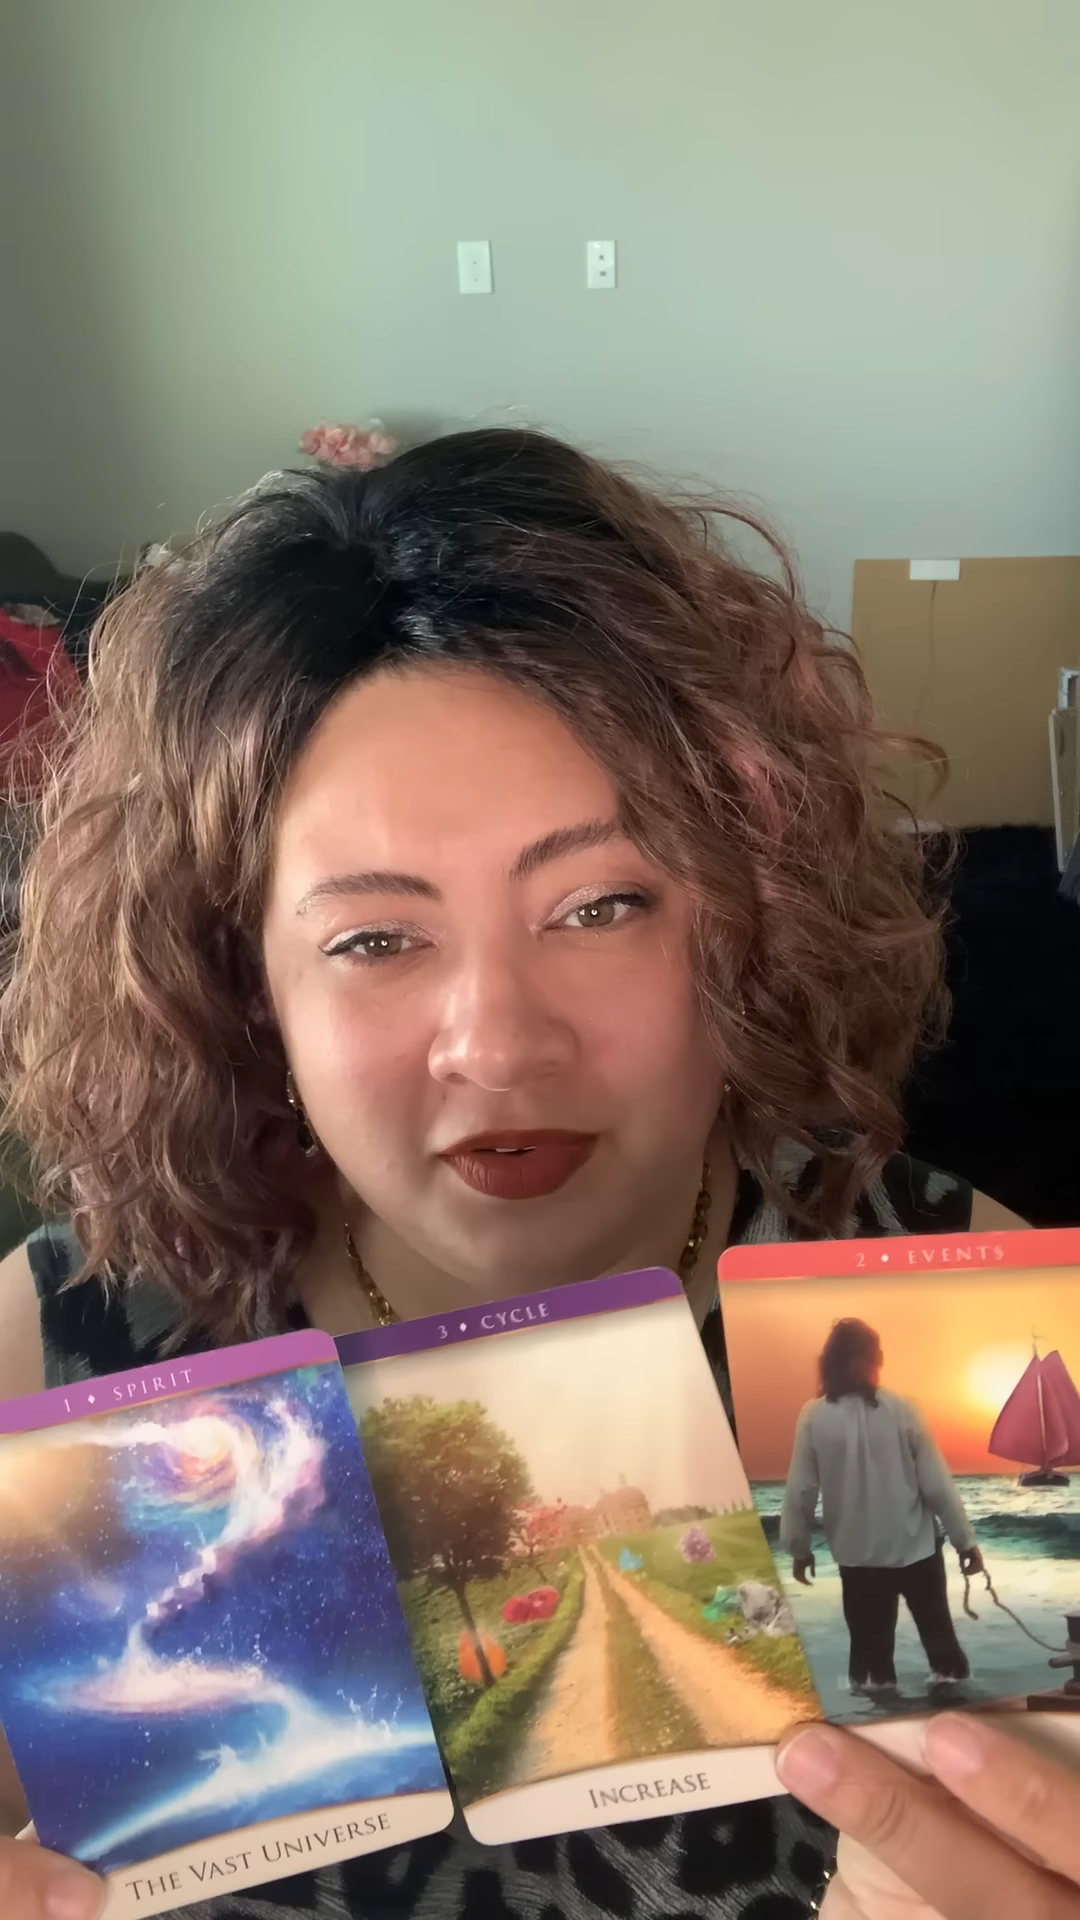 1 ♦ SPIRIT
THE VAST UNIVERSE
3 ♦ CYCLE
INCREASE
2 ♦ EVENTS